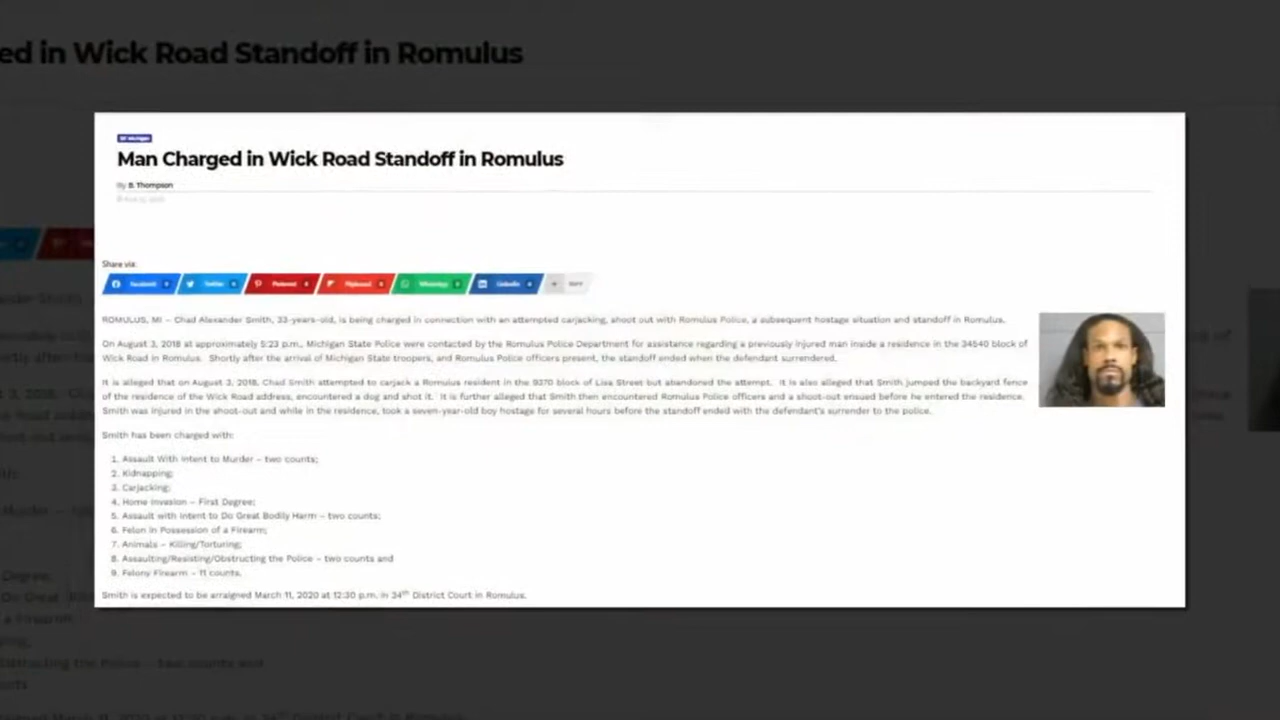 ed in Wick Road Standoff in Romulus
Man Charged in Wick Road Standoff in Romulus
By B. Thompson
Share via:
Facebook 0 Twitter 0 Pinterest Flipboard WhatsApp LinkedIn
ROMULUS, MI – Chad Alexander Smith, 33-years-old, is being charged in connection with an attempted carjacking, shoot out with Romulus Police, a subsequent hostage situation and standoff in Romulus.
On August 3, 2018 at approximately 5:23 p.m., Michigan State Police were contacted by the Romulus Police Department for assistance regarding a previously injured man inside a residence in the 34540 block of
Wick Road in Romulus. Shortly after the arrival of Michigan State troopers, and Romulus Police officers present, the standoff ended when the defendant surrendered.
It is alleged that on August 3, 2018, Chad Smith attempted to carjack a Romulus resident in the 9370 block of Lisa Street but abandoned the attempt. It is also alleged that Smith jumped the backyard fence
of the residence of the Wick Road address, encountered a dog and shot it. It is further alleged that Smith then encountered Romulus Police officers and a shoot-out ensued before he entered the residence.
Smith was injured in the shoot-out and while in the residence, took a seven-year-old boy hostage for several hours before the standoff ended with the defendant's surrender to the police.
Smith has been charged with:
1. Assault With Intent to Murder – two counts;
2. Kidnapping;
3. Carjacking;
4. Home Invasion – First Degree;
5. Assault with Intent to Do Great Bodily Harm – two counts;
6. Felon in Possession of a Firearm;
7. Animals – Killing/Torturing;
8. Assaulting/Resisting/Obstructing the Police – two counts and
9. Felony Firearm – 11 counts.
Smith is expected to be arraigned March 11, 2020 at 12:30 p.m. in 34th District Court in Romulus.